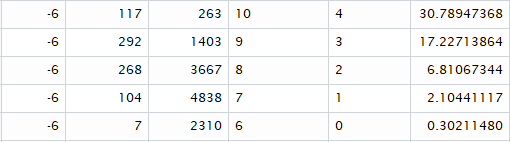 -6 117 263 10 4 30.78947368
-6 292 1403 9 3 17.22713864
-6 268 3667 8 2 6.81067344
-6 104 4838 7 1 2.10441117
-6 7 2310 6 0 0.30211480